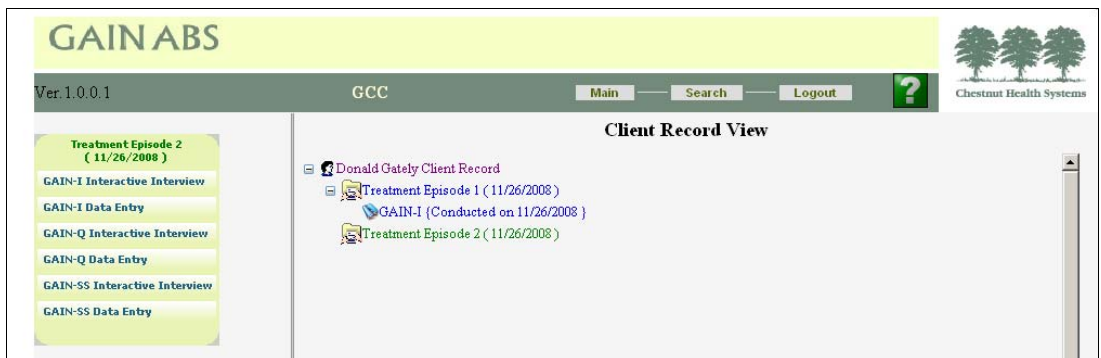 GAIN ABS
Ver.1.0.0.1
GCC
Main
Search
Logout
?
Chestnut Health Systems
Treatment Episode 2
( 11/26/2008 )
GAIN-I Interactive Interview
GAIN-I Data Entry
GAIN-Q Interactive Interview
GAIN-Q Data Entry
GAIN-SS Interactive Interview
GAIN-SS Data Entry
Client Record View
Donald Gately Client Record
Treatment Episode 1 ( 11/26/2008 )
GAIN-I {Conducted on 11/26/2008 }
Treatment Episode 2 ( 11/26/2008 )